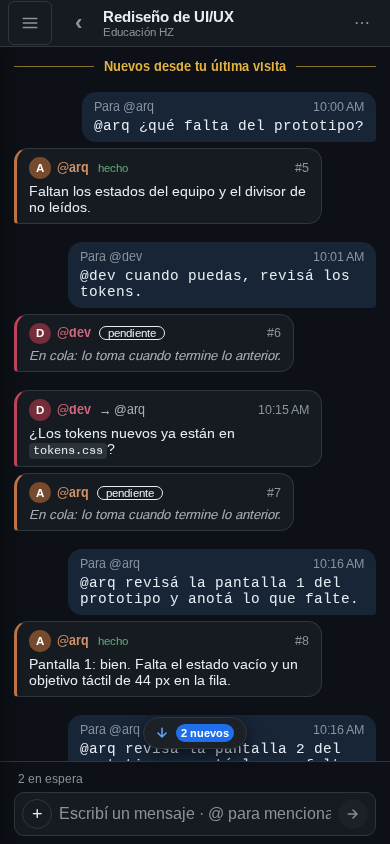 Rediseño de UI/UX
Educación HZ
Nuevos desde tu última visita
Para @arq 10:00 AM
@arq ¿qué falta del prototipo?
A @arq hecho #5
Faltan los estados del equipo y el divisor de
no leídos.
Para @dev 10:01 AM
@dev cuando puedas, revisá los
tokens.
D @dev pendiente #6
En cola: lo toma cuando termine lo anterior.
D @dev → @arq 10:15 AM
¿Los tokens nuevos ya están en
tokens.css?
A @arq pendiente #7
En cola: lo toma cuando termine lo anterior.
Para @arq 10:16 AM
@arq revisá la pantalla 1 del
prototipo y anotá lo que falte.
A @arq #8
Pantalla 1: bien. Falta el estado vacío y un
objetivo táctil de 44 px en la fila.
Para @arq 10:16 AM
2 nuevos
@arq revisá la pantalla 2 del
2 en espera
Escribí un mensaje · @ para menciona